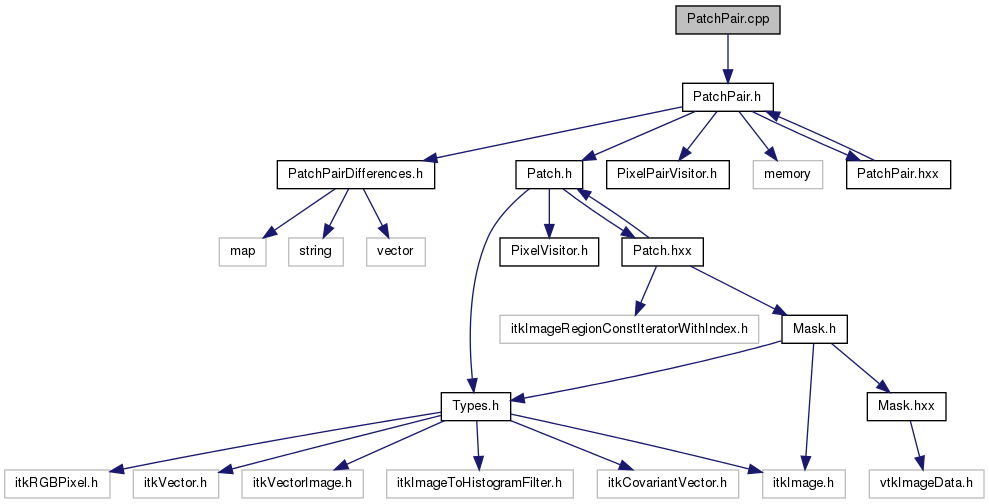 PatchPair.cpp
PatchPair.h
PatchPairDifferences.h
Patch.h
PixelPairVisitor.h
memory
PatchPair.hxx
map
string
vector
PixelVisitor.h
Patch.hxx
itkImageRegionConstIteratorWithIndex.h
Mask.h
Types.h
Mask.hxx
itkRGBPixel.h
itkVector.h
itkVectorImage.h
itkImageToHistogramFilter.h
itkCovariantVector.h
itkImage.h
vtkImageData.h